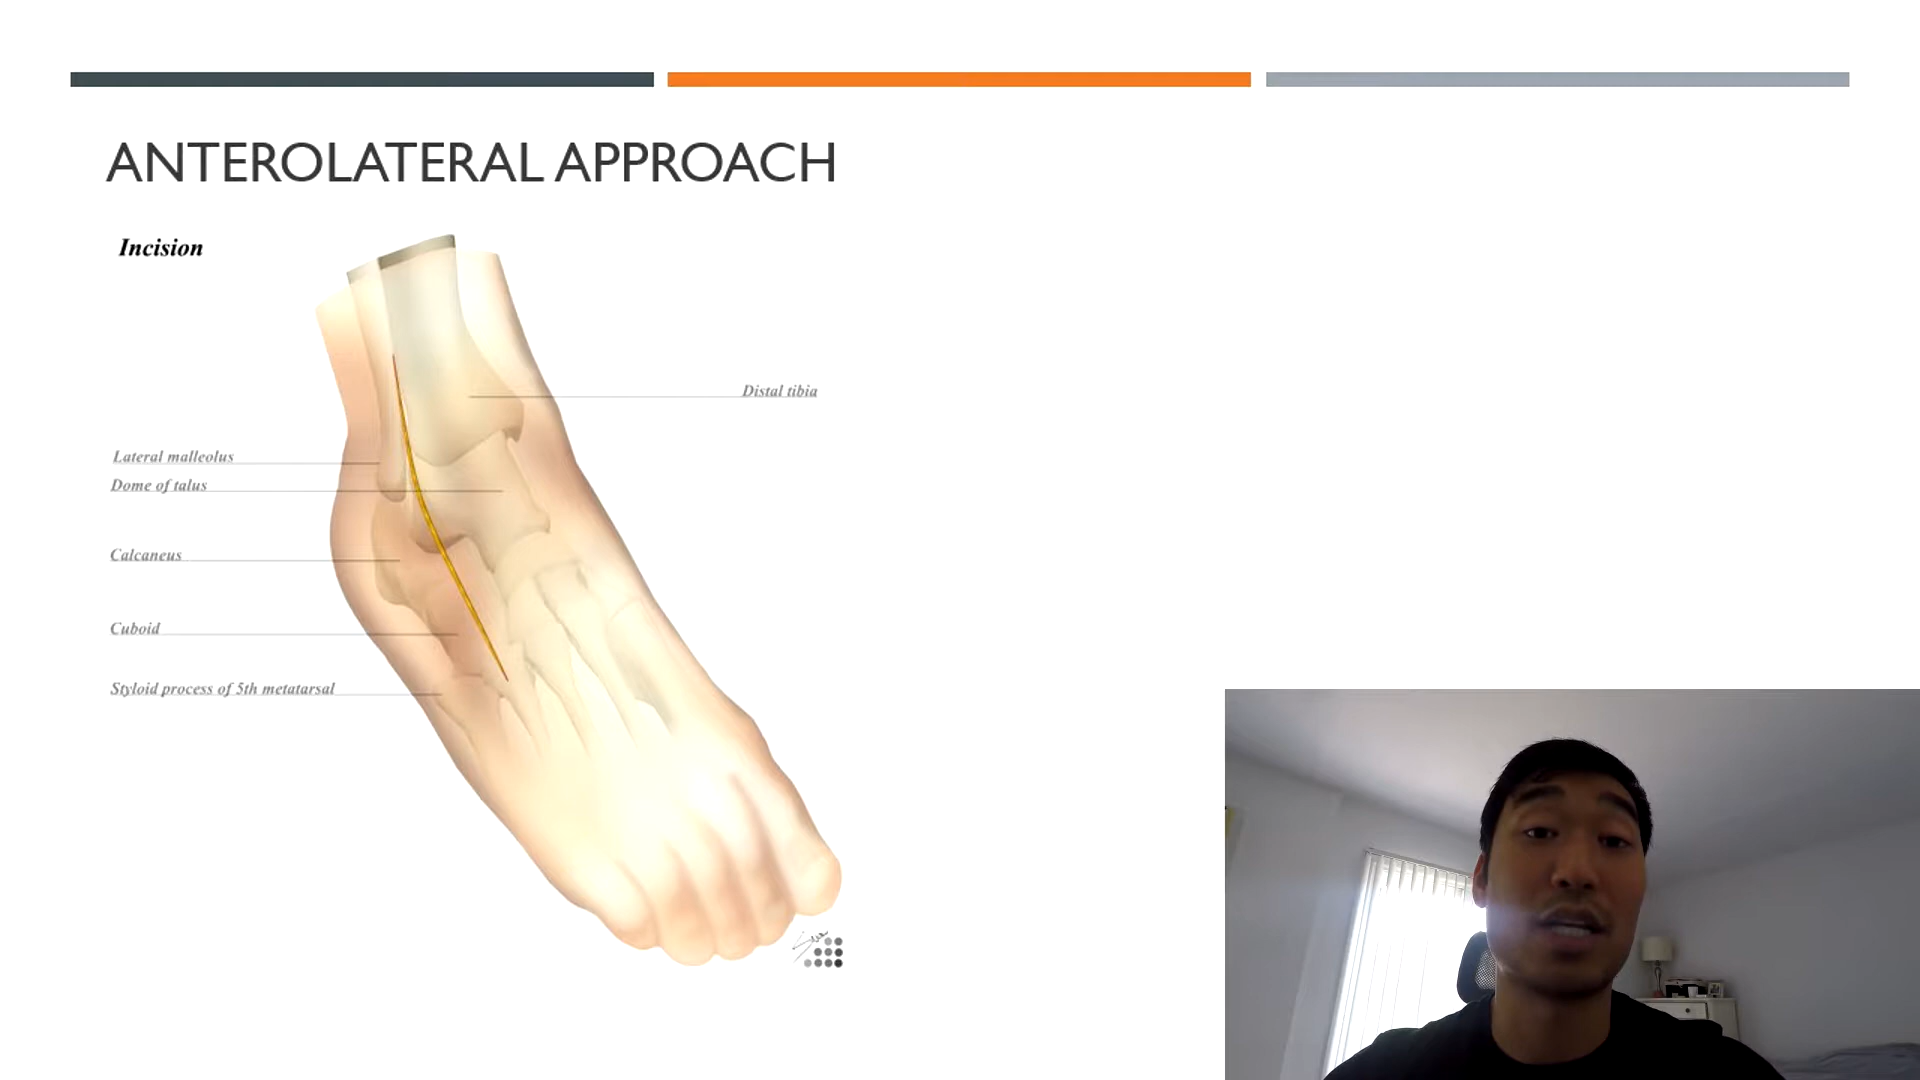 ANTEROLATERAL APPROACH
Incision
Distal tibia
Lateral malleolus
Dome of talus
Calcaneus
Cuboid
Styloid process of 5th metatarsal